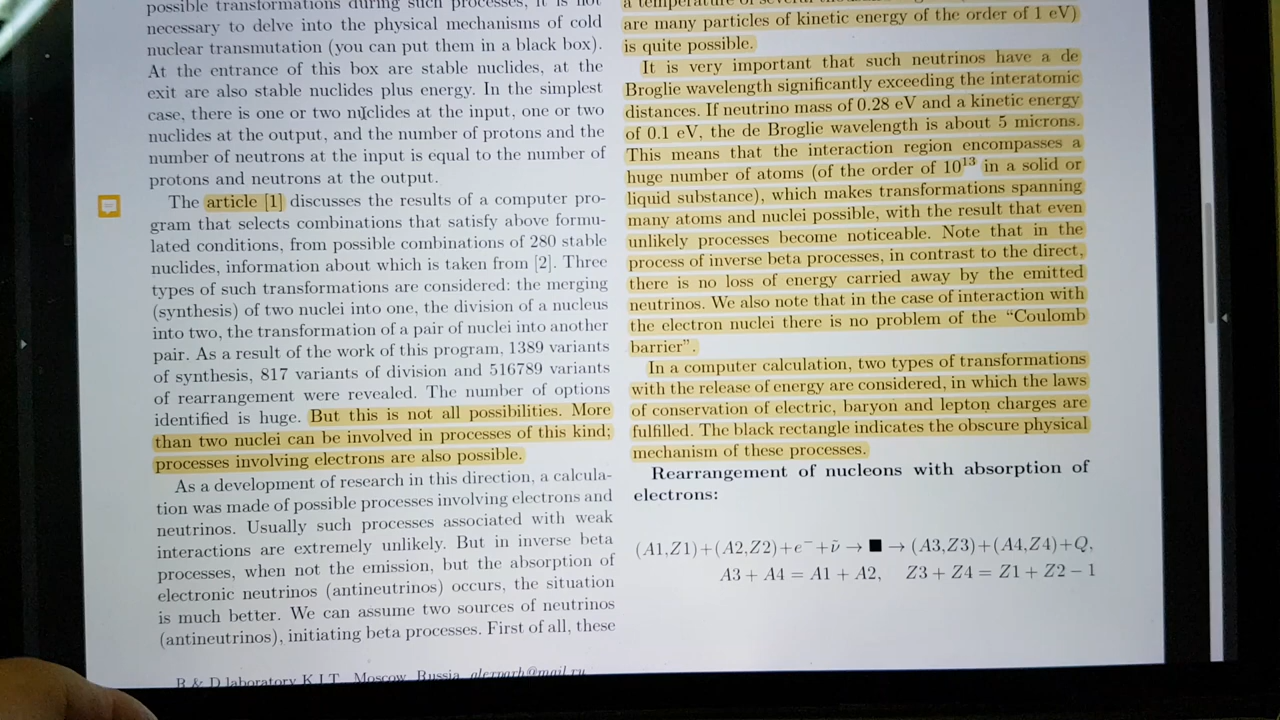 possible transformations during such processes, it is not
necessary to delve into the physical mechanisms of cold
nuclear transmutation (you can put them in a black box).
At the entrance of this box are stable nuclides, at the
exit are also stable nuclides plus energy. In the simplest
case, there is one or two nuclides at the input, one or two
nuclides at the output, and the number of protons and the
number of neutrons at the input is equal to the number of
protons and neutrons at the output.
The article [1] discusses the results of a computer pro-
gram that selects combinations that satisfy above formu-
lated conditions, from possible combinations of 280 stable
nuclides, information about which is taken from [2]. Three
types of such transformations are considered: the merging
(synthesis) of two nuclei into one, the division of a nucleus
into two, the transformation of a pair of nuclei into another
pair. As a result of the work of this program, 1389 variants
of synthesis, 817 variants of division and 516789 variants
of rearrangement were revealed. The number of options
identified is huge. But this is not all possibilities. More
than two nuclei can be involved in processes of this kind;
processes involving electrons are also possible.
As a development of research in this direction, a calcula-
tion was made of possible processes involving electrons and
neutrinos. Usually such processes associated with weak
interactions are extremely unlikely. But in inverse beta
processes, when not the emission, but the absorption of
electronic neutrinos (antineutrinos) occurs, the situation
is much better. We can assume two sources of neutrinos
(antineutrinos), initiating beta processes. First of all, these
R & D laboratory K.I.T., Moscow, Russia
a temperature of several
are many particles of kinetic energy of the order of 1 eV)
is quite possible.
It is very important that such neutrinos have a de
Broglie wavelength significantly exceeding the interatomic
distances. If neutrino mass of 0.28 eV and a kinetic energy
of 0.1 eV, the de Broglie wavelength is about 5 microns.
This means that the interaction region encompasses a
huge number of atoms (of the order of 10¹³ in a solid or
liquid substance), which makes transformations spanning
many atoms and nuclei possible, with the result that even
unlikely processes become noticeable. Note that in the
process of inverse beta processes, in contrast to the direct,
there is no loss of energy carried away by the emitted
neutrinos. We also note that in the case of interaction with
the electron nuclei there is no problem of the “Coulomb
barrier”.
In a computer calculation, two types of transformations
with the release of energy are considered, in which the laws
of conservation of electric, baryon and lepton charges are
fulfilled. The black rectangle indicates the obscure physical
mechanism of these processes.
Rearrangement of nucleons with absorption of
electrons:
(A1,Z1)+(A2,Z2)+e⁻+ν̃ → ■ → (A3,Z3)+(A4,Z4)+Q,
A3 + A4 = A1 + A2, Z3 + Z4 = Z1 + Z2 − 1